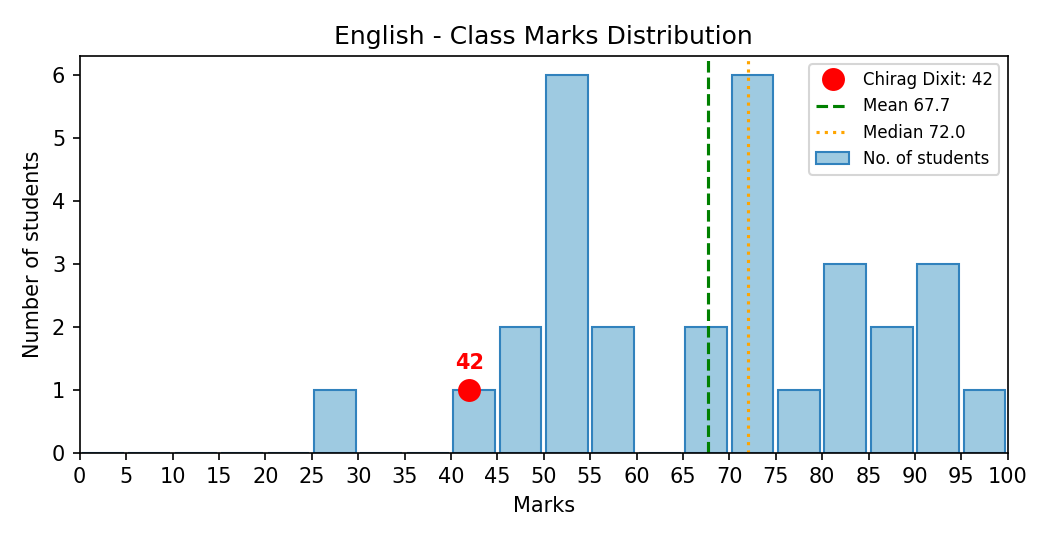 English - Class Marks Distribution
Number of students
6
5
4
3
2
1
0
42
Chirag Dixit: 42
Mean 67.7
Median 72.0
No. of students
0 5 10 15 20 25 30 35 40 45 50 55 60 65 70 75 80 85 90 95 100
Marks